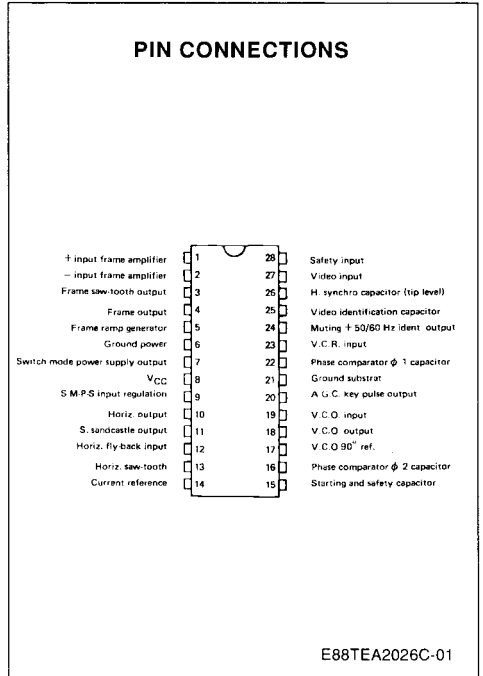 PIN CONNECTIONS
+ input frame amplifier 1
− input frame amplifier 2
Frame saw-tooth output 3
Frame output 4
Frame ramp generator 5
Ground power 6
Switch mode power supply output 7
VCC 8
S M-P-S input regulation 9
Horiz. output 10
S. sandcastle output 11
Horiz. fly-back input 12
Horiz. saw-tooth 13
Current reference 14
28 Safety input
27 Video input
26 H. synchro capacitor (tip level)
25 Video identification capacitor
24 Muting + 50/60 Hz ident output
23 V.C.R. input
22 Phase comparator ϕ 1 capacitor
21 Ground substrat
20 A.G.C. key pulse output
19 V.C.O. input
18 V.C.O output
17 V.C.O 90° ref.
16 Phase comparator ϕ 2 capacitor
15 Starting and safety capacitor
E88TEA2026C-01